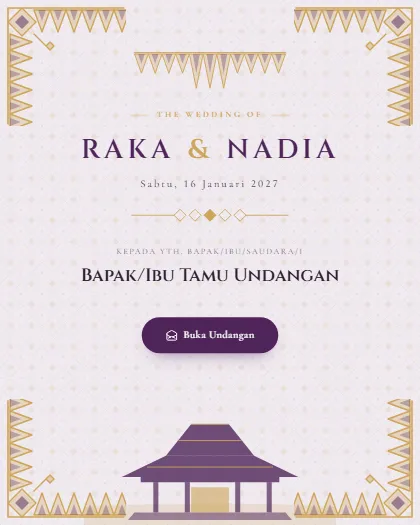 THE WEDDING OF
RAKA & NADIA
Sabtu, 16 Januari 2027
KEPADA YTH. BAPAK/IBU/SAUDARA/I
Bapak/Ibu Tamu Undangan
Buka Undangan